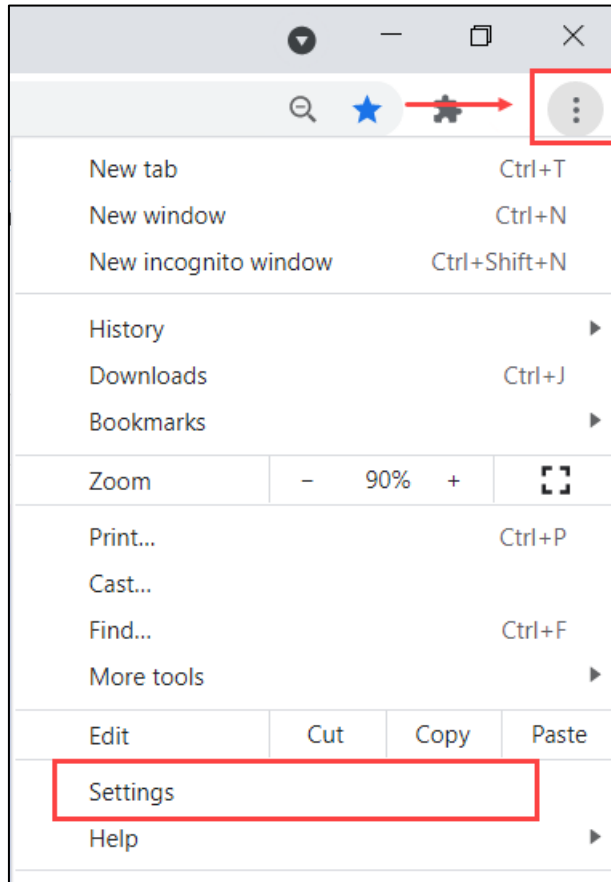 New tab Ctrl+T
New window Ctrl+N
New incognito window Ctrl+Shift+N
History
Downloads Ctrl+J
Bookmarks
Zoom - 90% +
Print... Ctrl+P
Cast...
Find... Ctrl+F
More tools
Edit Cut Copy Paste
Settings
Help